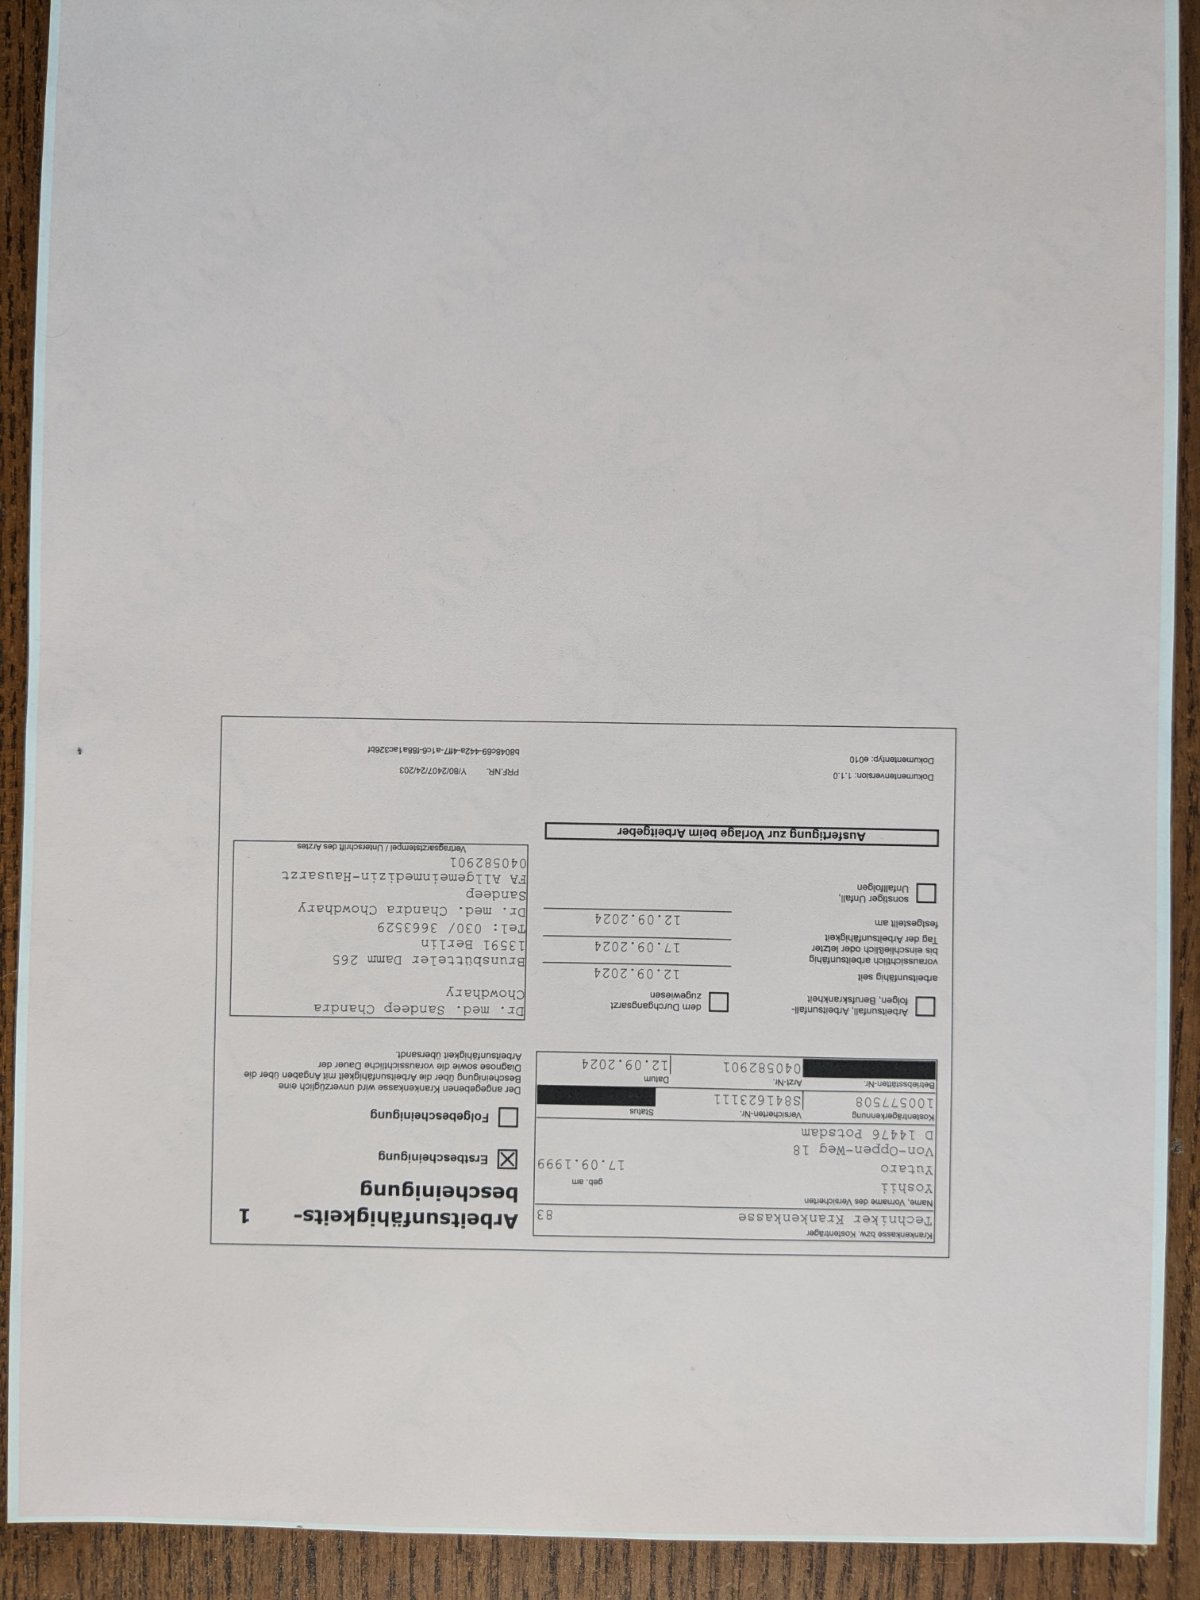 Krankenkasse bzw. Kostenträger
Techniker Krankenkasse 83
Name, Vorname des Versicherten
Yoshii
geb. am
Yutaro 17.09.1999
Von-Oppen-Weg 18
D 14476 Potsdam
Kostenträgerkennung Versicherten-Nr. Status
100577508 S841623111
Betriebsstätten-Nr. Arzt-Nr. Datum
040582901 12.09.2024
Arbeitsunfähigkeits- 1
bescheinigung
Erstbescheinigung
Folgebescheinigung
Der angegebenen Krankenkasse wird unverzüglich eine
Bescheinigung über die Arbeitsunfähigkeit mit Angaben über die
Diagnose sowie die voraussichtliche Dauer der
Arbeitsunfähigkeit übersandt.
Arbeitsunfall, Arbeitsunfall-
folgen, Berufskrankheit
dem Durchgangsarzt
zugewiesen
arbeitsunfähig seit 12.09.2024
voraussichtlich arbeitsunfähig
bis einschließlich oder letzter
Tag der Arbeitsunfähigkeit 17.09.2024
festgestellt am 12.09.2024
sonstiger Unfall,
Unfallfolgen
Dr. med. Sandeep Chandra
Chowdhary
Brunsbütteler Damm 265
13591 Berlin
Tel: 030/ 3663529
Dr. med. Chandra Chowdhary
Sandeep
FA Allgemeinmedizin-Hausarzt
040582901
Vertragsarztstempel / Unterschrift des Arztes
Ausfertigung zur Vorlage beim Arbeitgeber
Dokumentenversion: 1.1.0
Dokumententyp: e010
PRF.NR. Y/80/2407/24/203
b8048c69-442a-4ff7-a1c6-f88a1ac326bf